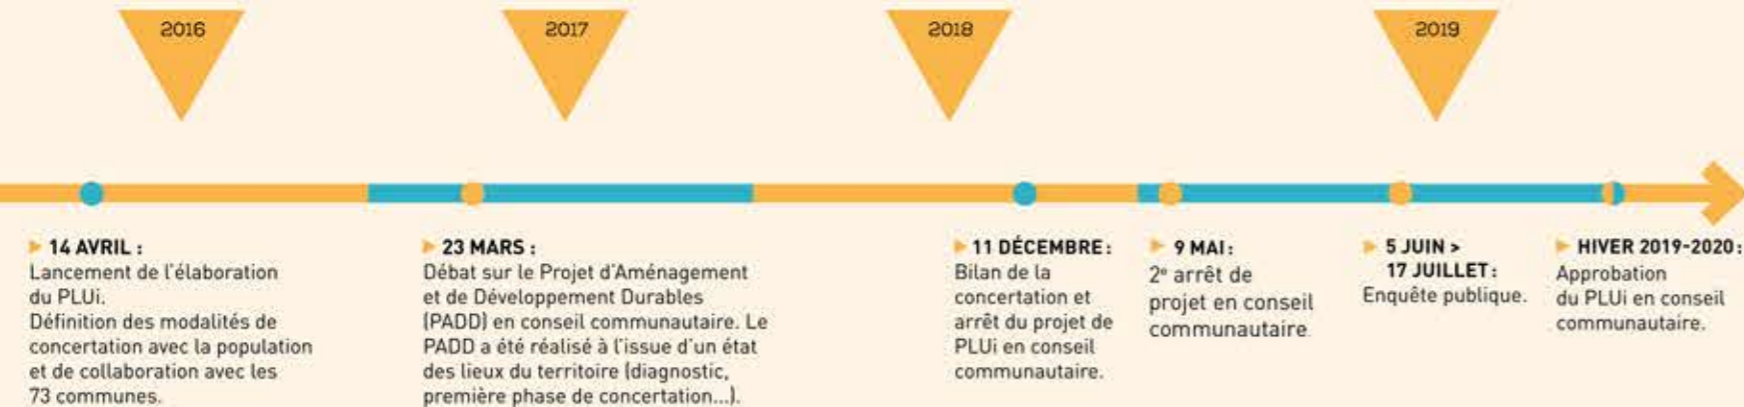 2016
2017
2018
2019
14 AVRIL :
Lancement de l'élaboration
du PLUi.
Définition des modalités de
concertation avec la population
et de collaboration avec les
73 communes.
23 MARS :
Débat sur le Projet d'Aménagement
et de Développement Durables
(PADD) en conseil communautaire. Le
PADD a été réalisé à l'issue d'un état
des lieux du territoire (diagnostic,
première phase de concertation...).
11 DÉCEMBRE :
Bilan de la
concertation et
arrêt du projet de
PLUi en conseil
communautaire.
9 MAI :
2e arrêt de
projet en conseil
communautaire.
5 JUIN >
17 JUILLET :
Enquête publique.
HIVER 2019-2020 :
Approbation
du PLUi en conseil
communautaire.